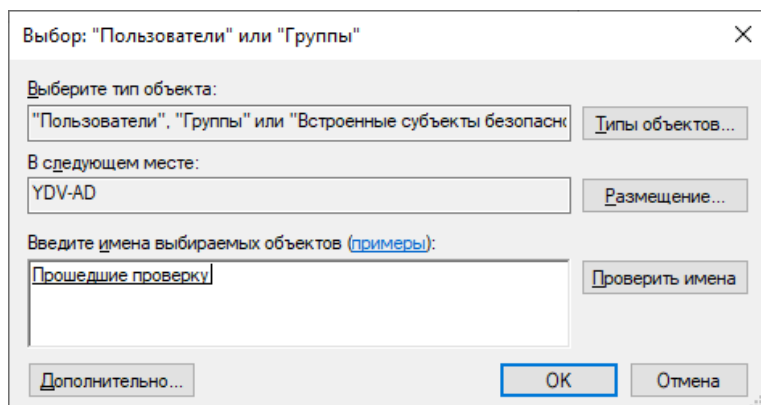 Выбор: "Пользователи" или "Группы"
Выберите тип объекта:
"Пользователи", "Группы" или "Встроенные субъекты безопасно
Типы объектов...
В следующем месте:
YDV-AD
Размещение...
Введите имена выбираемых объектов (примеры):
Прошедшие проверку
Проверить имена
Дополнительно...
ОК
Отмена